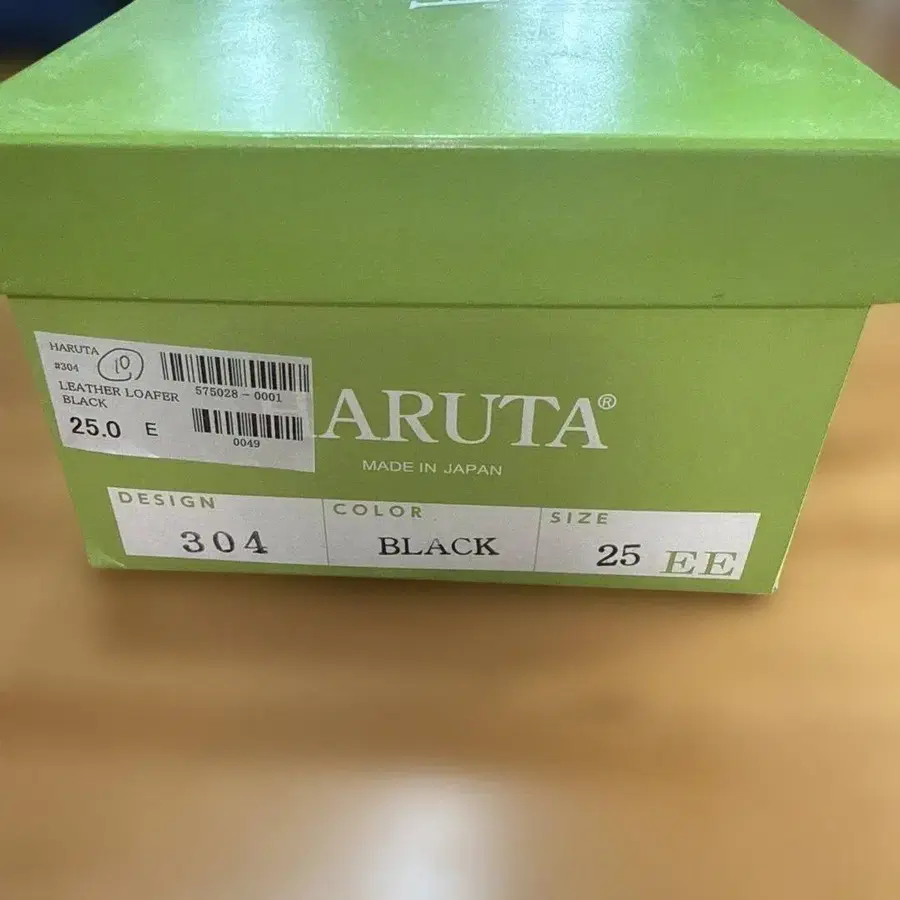 HARUTA
#304
10
LEATHER LOAFER
BLACK
575028-0001
25.0 E
0049
ARUTA®
MADE IN JAPAN
DESIGN
304
COLOR
BLACK
SIZE
25 EE